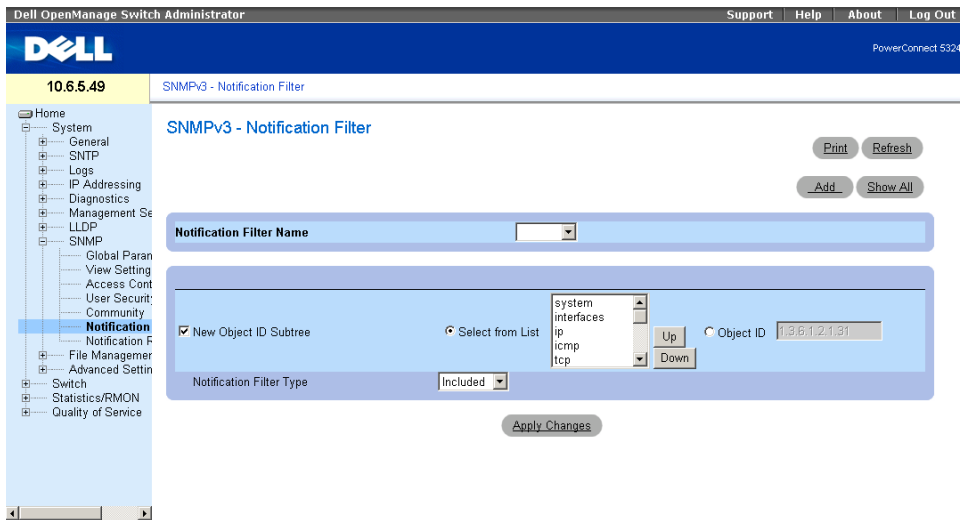 Dell OpenManage Switch Administrator
Support Help About Log Out
DELL
PowerConnect 5324
10.6.5.49
SNMPv3 - Notification Filter
Home
System
General
SNTP
Logs
IP Addressing
Diagnostics
Management Se
LLDP
SNMP
Global Paran
View Setting
Access Cont
User Securit
Community
Notification
Notification R
File Managemer
Advanced Settin
Switch
Statistics/RMON
Quality of Service
SNMPv3 - Notification Filter
Print Refresh
Add Show All
Notification Filter Name
New Object ID Subtree
Select from List
system
interfaces
ip
icmp
tcp
Up
Down
Object ID 1.3.6.1.2.1.31
Notification Filter Type Included
Apply Changes